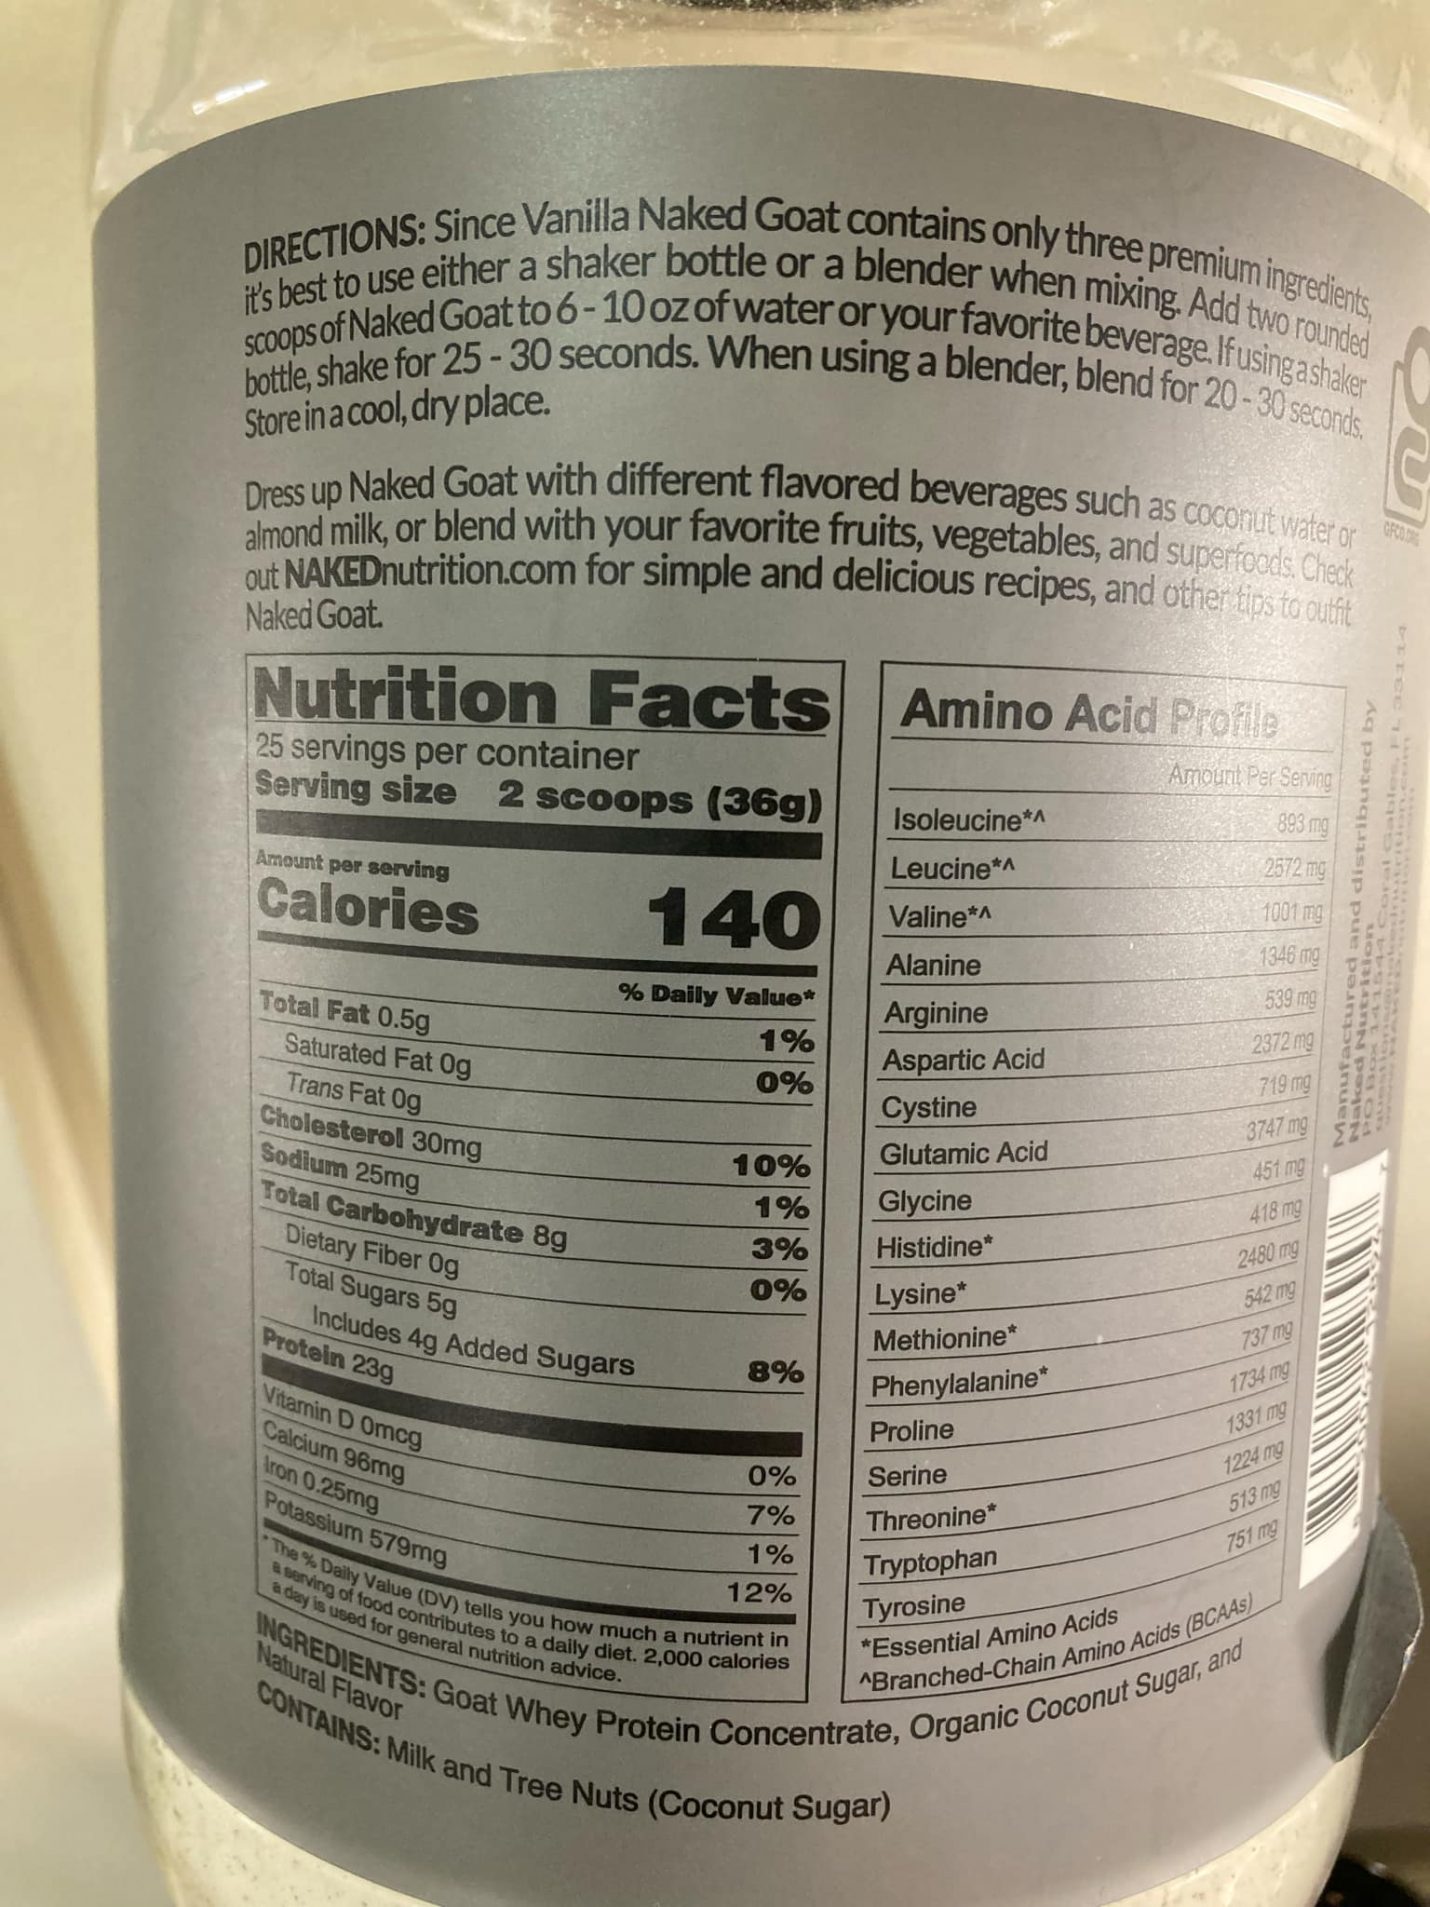 DIRECTIONS: Since Vanilla Naked Goat contains only three premium ingredients,
it's best to use either a shaker bottle or a blender when mixing. Add two rounded
scoops of Naked Goat to 6 - 10 oz of water or your favorite beverage. If using a shaker
bottle, shake for 25 - 30 seconds. When using a blender, blend for 20 - 30 seconds.
Store in a cool, dry place.
Dress up Naked Goat with different flavored beverages such as coconut water or
almond milk, or blend with your favorite fruits, vegetables, and superfoods. Check
out NAKEDnutrition.com for simple and delicious recipes, and other tips to outfit
Naked Goat.
Nutrition Facts
25 servings per container
Serving size 2 scoops (36g)
Amount per serving
Calories 140
% Daily Value*
Total Fat 0.5g 1%
Saturated Fat 0g 0%
Trans Fat 0g
Cholesterol 30mg 10%
Sodium 25mg 1%
Total Carbohydrate 8g 3%
Dietary Fiber 0g 0%
Total Sugars 5g
Includes 4g Added Sugars 8%
Protein 23g
Vitamin D 0mcg 0%
Calcium 96mg 7%
Iron 0.25mg 1%
Potassium 579mg 12%
* The % Daily Value (DV) tells you how much a nutrient in
a serving of food contributes to a daily diet. 2,000 calories
a day is used for general nutrition advice.
Amino Acid Profile
Amount Per Serving
Isoleucine*^ 893 mg
Leucine*^ 2572 mg
Valine*^ 1001 mg
Alanine 1346 mg
Arginine 539 mg
Aspartic Acid 2372 mg
Cystine 719 mg
Glutamic Acid 3747 mg
Glycine 451 mg
Histidine* 418 mg
Lysine* 2480 mg
Methionine* 542 mg
Phenylalanine* 737 mg
Proline 1734 mg
Serine 1331 mg
Threonine* 1224 mg
Tryptophan 513 mg
Tyrosine 751 mg
*Essential Amino Acids
^Branched-Chain Amino Acids (BCAAs)
INGREDIENTS: Goat Whey Protein Concentrate, Organic Coconut Sugar, and
Natural Flavor
CONTAINS: Milk and Tree Nuts (Coconut Sugar)
GFCO.ORG
Manufactured and distributed by
Naked Nutrition
PO Box 141544 Coral Gables, FL 33114